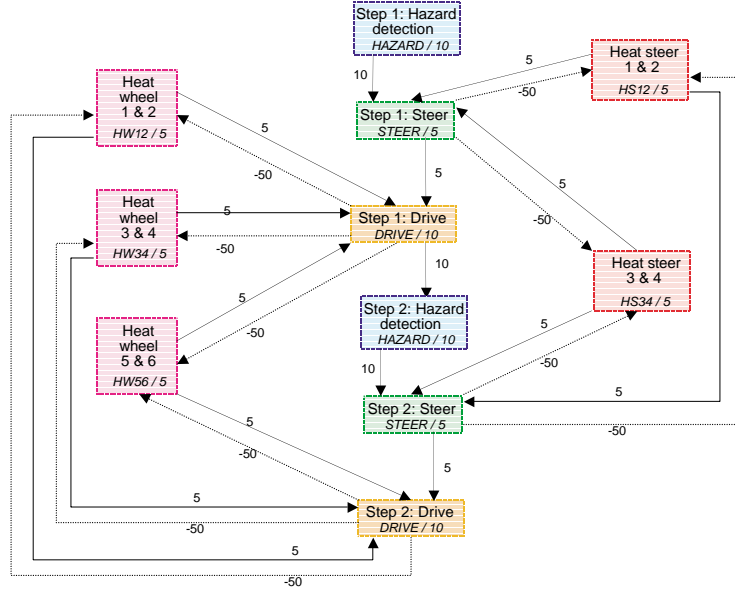 Step 1: Hazard
detection
HAZARD / 10
Heat steer
1 & 2
HS12 / 5
5
-50
10
Heat
wheel
1 & 2
HW12 / 5
Step 1: Steer
STEER / 5
5
5
-50
5
-50
Heat
wheel
3 & 4
HW34 / 5
5
-50
Step 1: Drive
DRIVE / 10
10
Heat steer
3 & 4
HS34 / 5
5
-50
Step 2: Hazard
detection
HAZARD / 10
Heat
wheel
5 & 6
HW56 / 5
10
5
-50
5
Step 2: Steer
STEER / 5
-50
5
-50
5
5
-50
Step 2: Drive
DRIVE / 10
5
-50